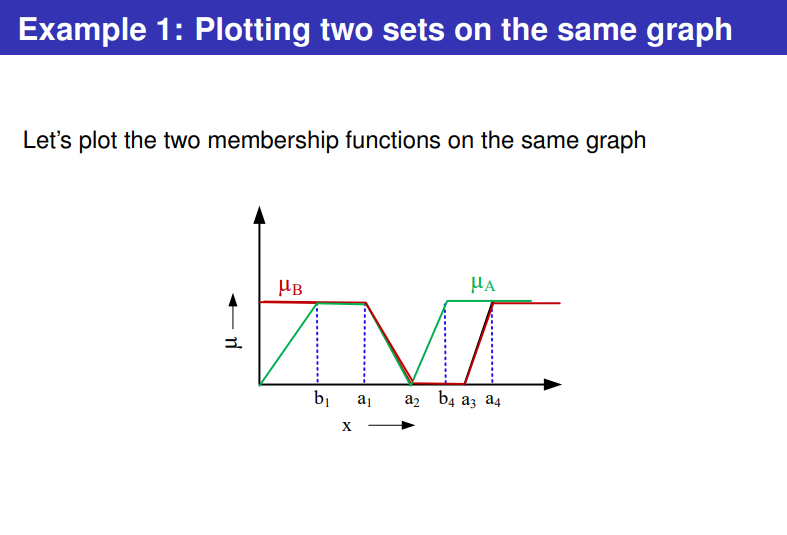 Example 1: Plotting two sets on the same graph
Let's plot the two membership functions on the same graph
μB
μA
μ
b1 a1 a2 b4 a3 a4
x